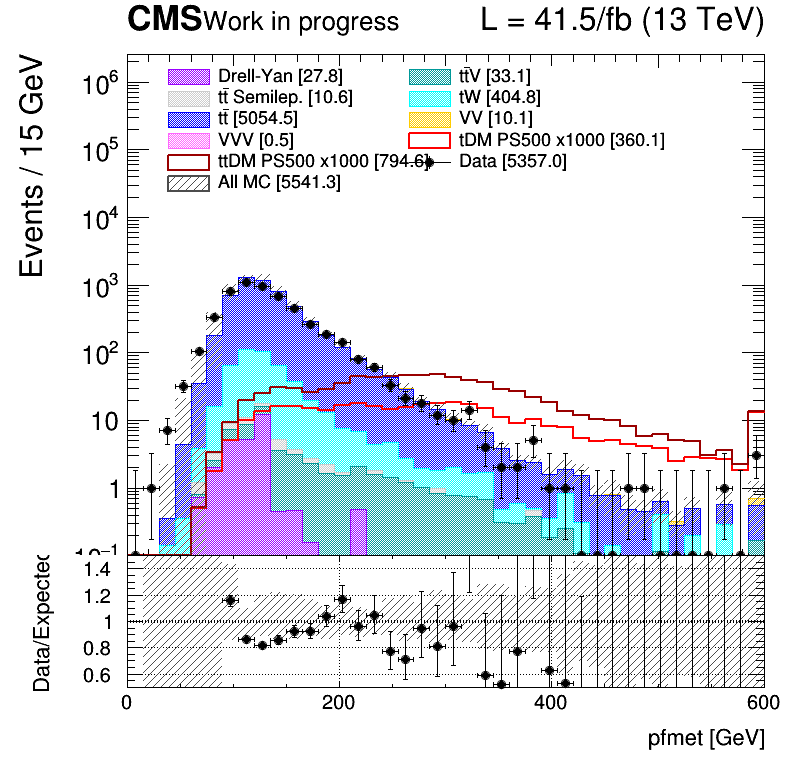 CMS Work in progress L = 41.5/fb (13 TeV)
Events / 15 GeV
10⁶
10⁵
10⁴
10³
10²
10
1
10⁻¹
Drell-Yan [27.8]
tt̄V [33.1]
tt̄ Semilep. [10.6]
tW [404.8]
tt̄ [5054.5]
VV [10.1]
VVV [0.5]
tDM PS500 x1000 [360.1]
ttDM PS500 x1000 [794.6]
Data [5357.0]
All MC [5541.3]
Data/Expected
1.4
1.2
1
0.8
0.6
0 200 400 600
pfmet [GeV]